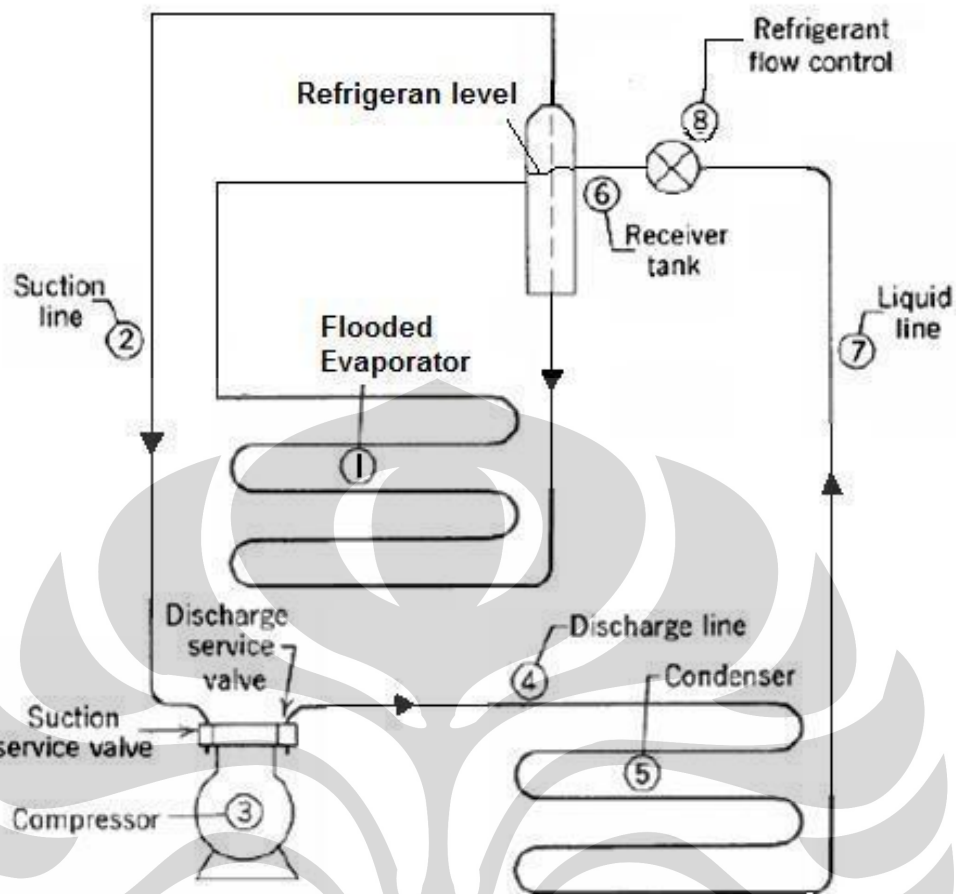 Refrigerant
flow control
8
Refrigeran level
6
Receiver
tank
Suction
line
2
Liquid
line
7
Flooded
Evaporator
1
Discharge
service
valve
Discharge line
4
Condenser
5
Suction
service valve
Compressor
3